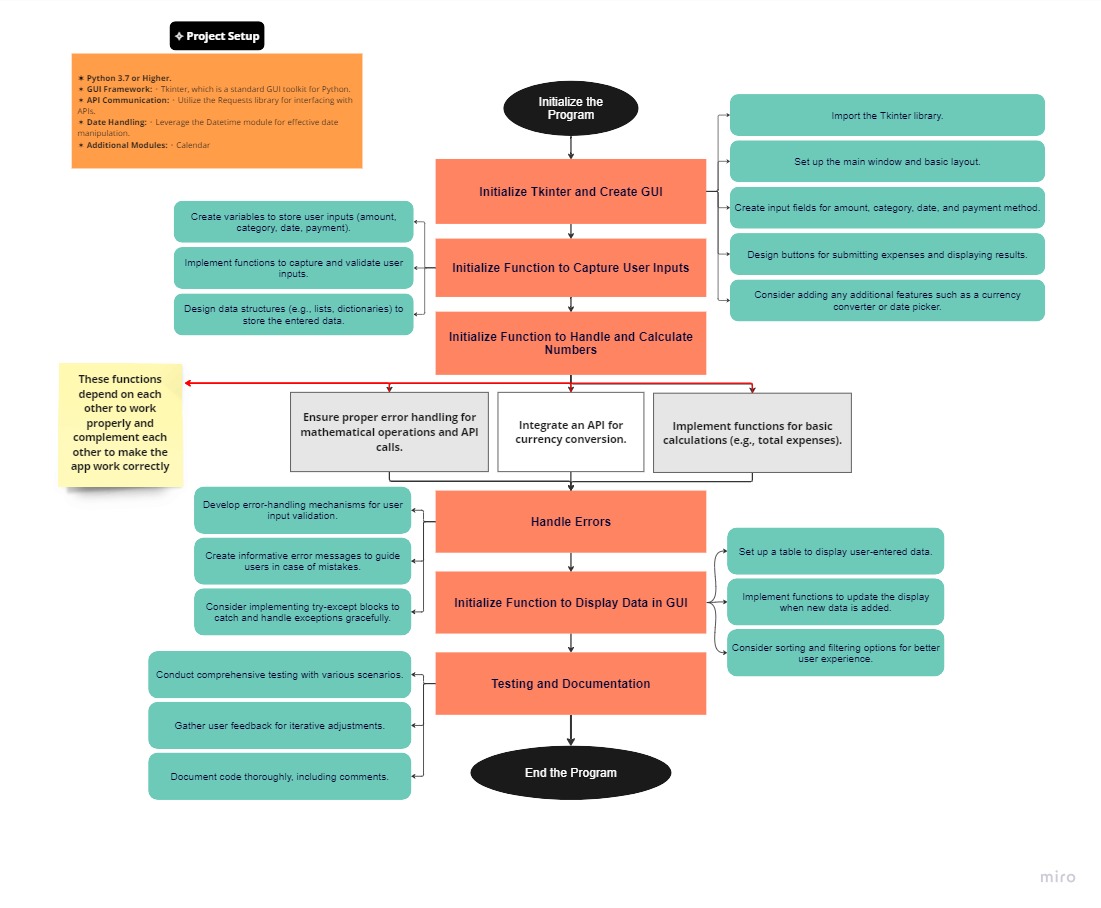 ✧ Project Setup
✶ Python 3.7 or Higher.
✶ GUI Framework: · Tkinter, which is a standard GUI toolkit for Python.
✶ API Communication: · Utilize the Requests library for interfacing with
APIs.
✶ Date Handling: · Leverage the Datetime module for effective date
manipulation.
✶ Additional Modules: · Calendar
Initialize the
Program
Initialize Tkinter and Create GUI
Import the Tkinter library.
Set up the main window and basic layout.
Create input fields for amount, category, date, and payment method.
Design buttons for submitting expenses and displaying results.
Consider adding any additional features such as a currency
converter or date picker.
Initialize Function to Capture User Inputs
Create variables to store user inputs (amount,
category, date, payment).
Implement functions to capture and validate user
inputs.
Design data structures (e.g., lists, dictionaries) to
store the entered data.
Initialize Function to Handle and Calculate
Numbers
These functions
depend on each
other to work
properly and
complement each
other to make the
app work correctly
Ensure proper error handling for
mathematical operations and API
calls.
Integrate an API for
currency conversion.
Implement functions for basic
calculations (e.g., total expenses).
Handle Errors
Develop error-handling mechanisms for user
input validation.
Create informative error messages to guide
users in case of mistakes.
Consider implementing try-except blocks to
catch and handle exceptions gracefully.
Initialize Function to Display Data in GUI
Set up a table to display user-entered data.
Implement functions to update the display
when new data is added.
Consider sorting and filtering options for better
user experience.
Testing and Documentation
Conduct comprehensive testing with various scenarios.
Gather user feedback for iterative adjustments.
Document code thoroughly, including comments.
End the Program
miro